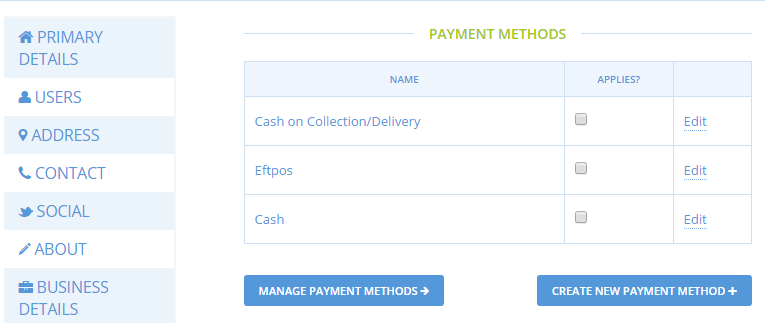 PRIMARY
DETAILS
USERS
ADDRESS
CONTACT
SOCIAL
ABOUT
BUSINESS
DETAILS
PAYMENT METHODS
NAME APPLIES?
Cash on Collection/Delivery Edit
Eftpos Edit
Cash Edit
MANAGE PAYMENT METHODS CREATE NEW PAYMENT METHOD